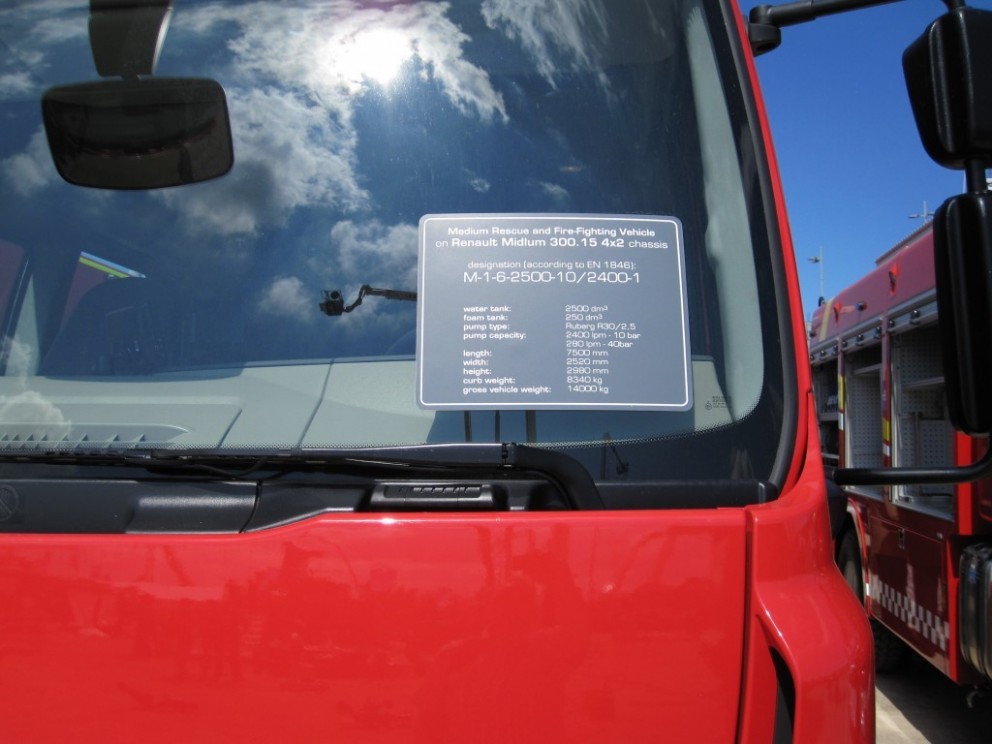 Medium Rescue and Fire-Fighting Vehicle
on Renault Midlum 300.15 4x2 chassis
designation (according to EN 1846):
M-1-6-2500-10/2400-1
water tank: 2500 dm³
foam tank: 250 dm³
pump type: Ruberg R30/2,5
pump capacity: 2400 lpm - 10 bar
280 lpm - 40bar
length: 7500 mm
width: 2520 mm
height: 2980 mm
curb weight: 8340 kg
gross vehicle weight: 14000 kg